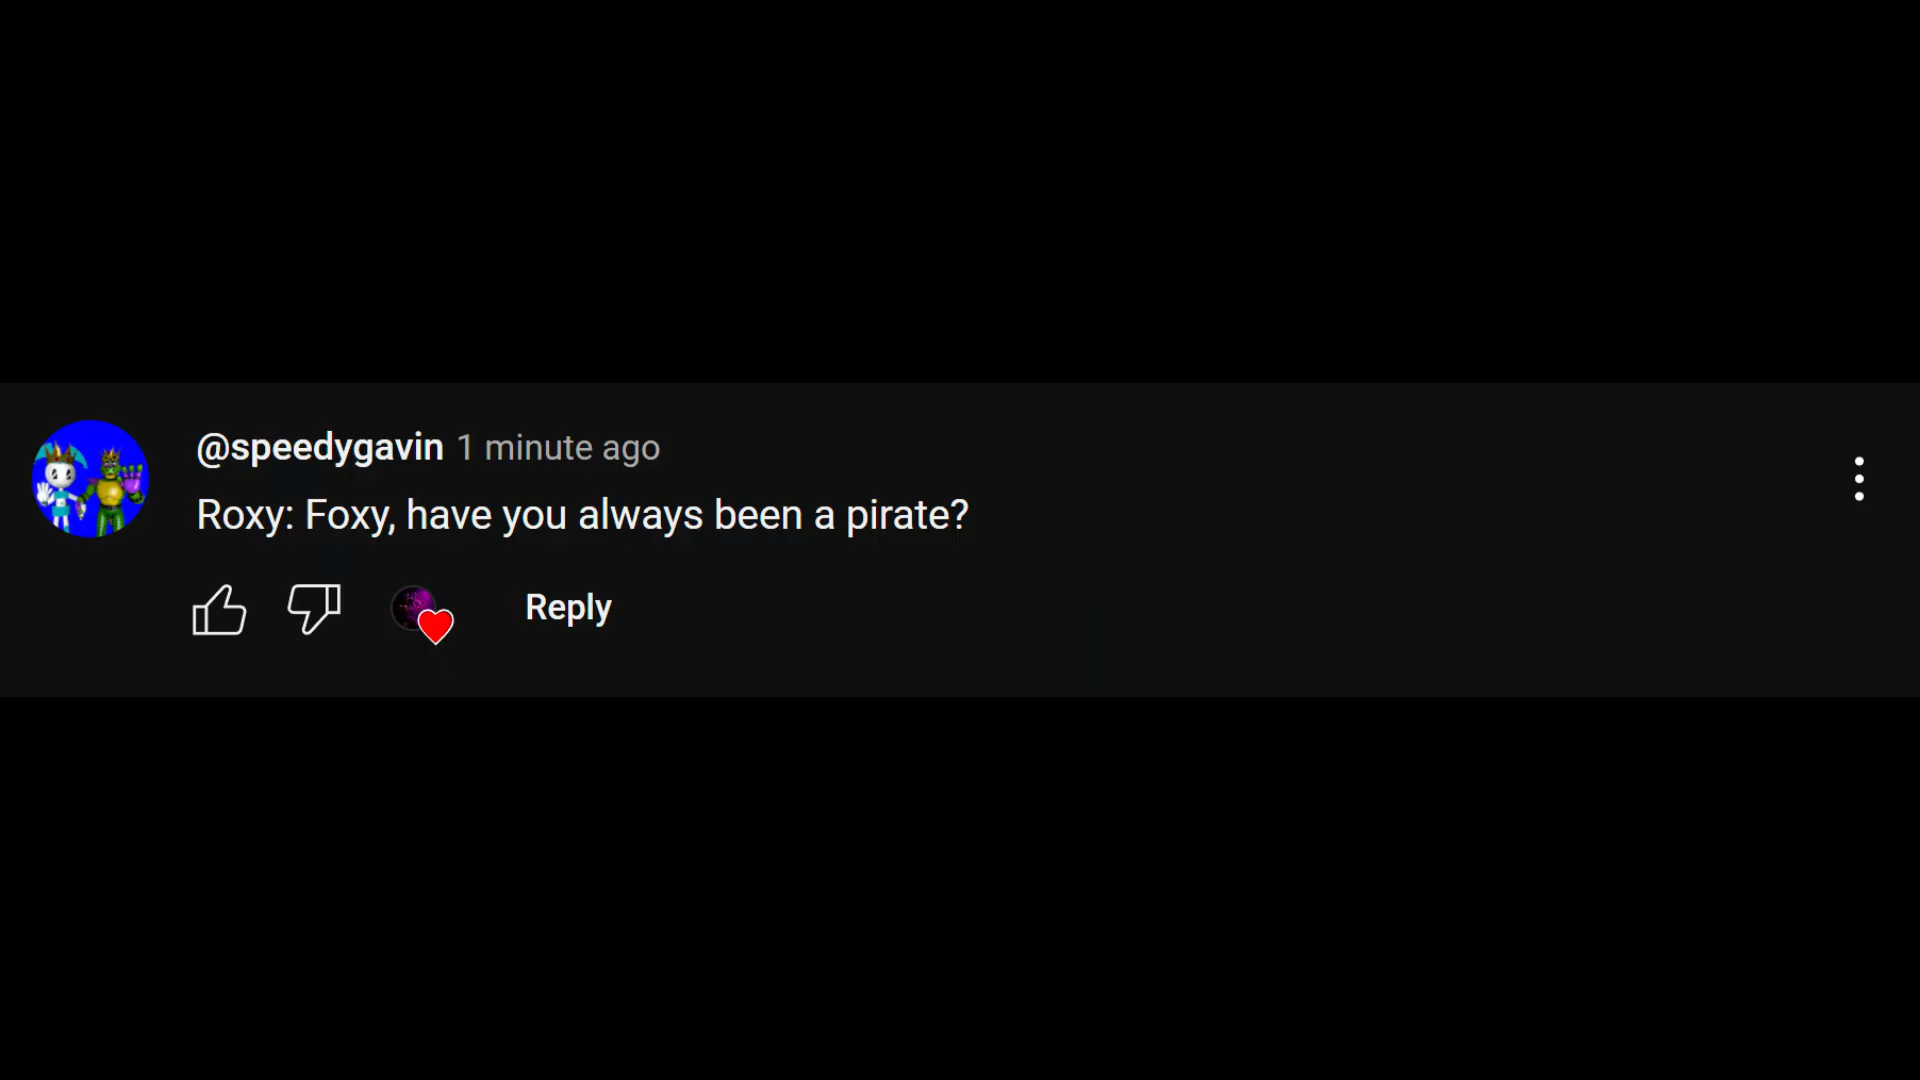 @speedygavin 1 minute ago
Roxy: Foxy, have you always been a pirate?
Reply